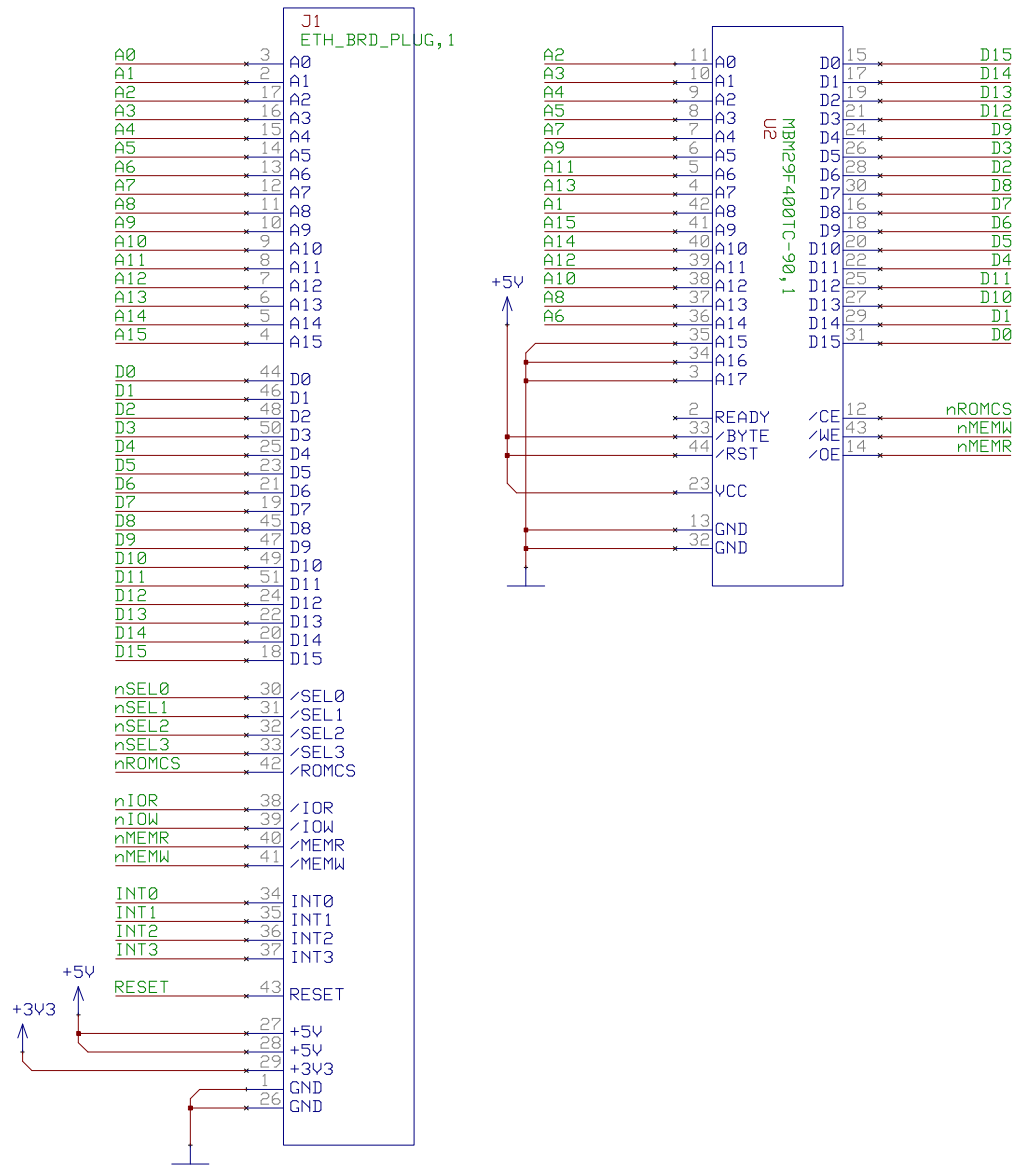 J1
ETH_BRD_PLUG,1
A0 3 A0
A1 2 A1
A2 17 A2
A3 16 A3
A4 15 A4
A5 14 A5
A6 13 A6
A7 12 A7
A8 11 A8
A9 10 A9
A10 9 A10
A11 8 A11
A12 7 A12
A13 6 A13
A14 5 A14
A15 4 A15
D0 44 D0
D1 46 D1
D2 48 D2
D3 50 D3
D4 25 D4
D5 23 D5
D6 21 D6
D7 19 D7
D8 45 D8
D9 47 D9
D10 49 D10
D11 51 D11
D12 24 D12
D13 22 D13
D14 20 D14
D15 18 D15
nSEL0 30 /SEL0
nSEL1 31 /SEL1
nSEL2 32 /SEL2
nSEL3 33 /SEL3
nROMCS 42 /ROMCS
nIOR 38 /IOR
nIOW 39 /IOW
nMEMR 40 /MEMR
nMEMW 41 /MEMW
INT0 34 INT0
INT1 35 INT1
INT2 36 INT2
INT3 37 INT3
RESET 43 RESET
+5V
+3V3
27 +5V
28 +5V
29 +3V3
1 GND
26 GND
U2
MBM29F400TC-90,1
A2 11 A0 D0 15 D15
A3 10 A1 D1 17 D14
A4 9 A2 D2 19 D13
A5 8 A3 D3 21 D12
A7 7 A4 D4 24 D9
A9 6 A5 D5 26 D3
A11 5 A6 D6 28 D2
A13 4 A7 D7 30 D8
A1 42 A8 D8 16 D7
A15 41 A9 D9 18 D6
A14 40 A10 D10 20 D5
A12 39 A11 D11 22 D4
A10 38 A12 D12 25 D11
A8 37 A13 D13 27 D10
A6 36 A14 D14 29 D1
35 A15 D15 31 D0
34 A16
3 A17
+5V
2 READY /CE 12 nROMCS
33 /BYTE /WE 43 nMEMW
44 /RST /OE 14 nMEMR
23 VCC
13 GND
32 GND